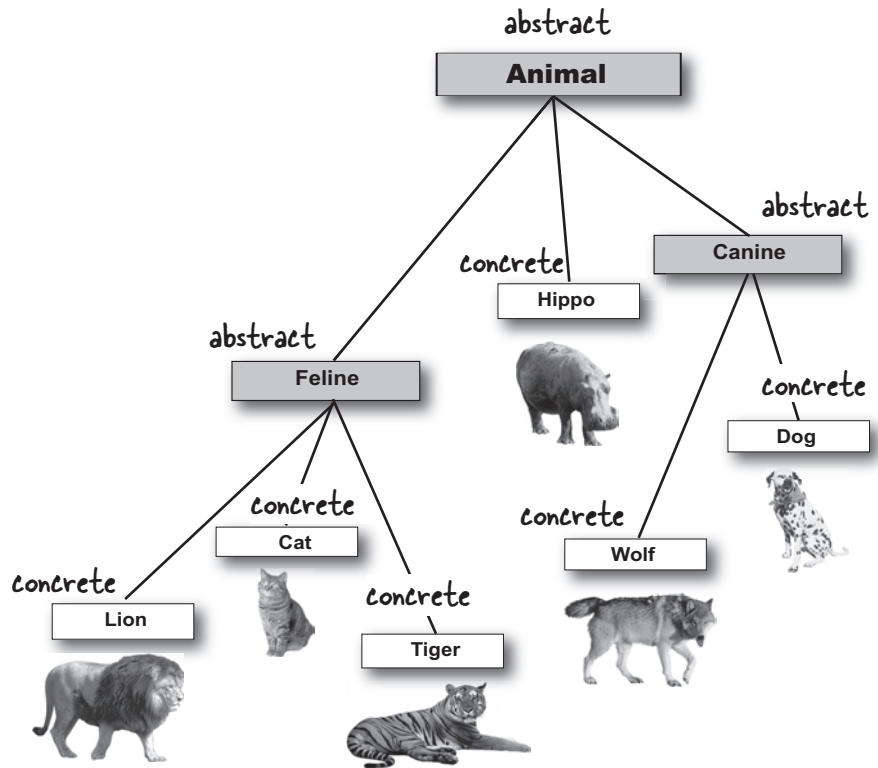 abstract
Animal
abstract
Canine
concrete
Hippo
abstract
Feline
concrete
Dog
concrete
Cat
concrete
Wolf
concrete
Lion
concrete
Tiger